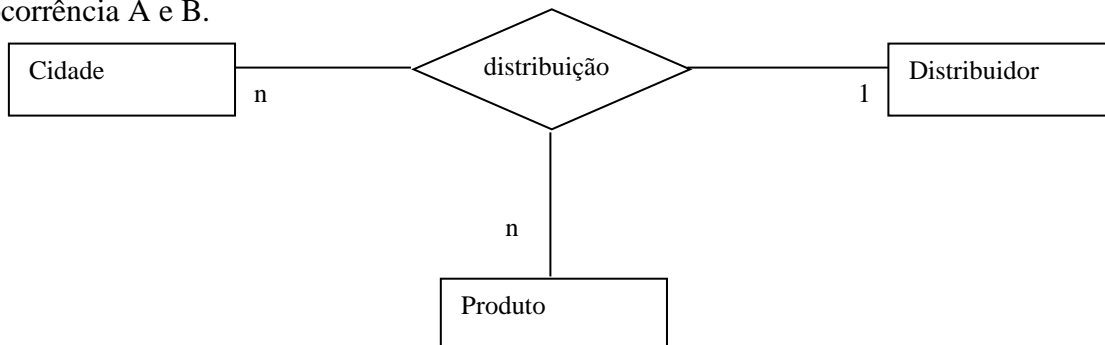 corrência A e B.
Cidade
distribuição
Distribuidor
n
1
n
Produto